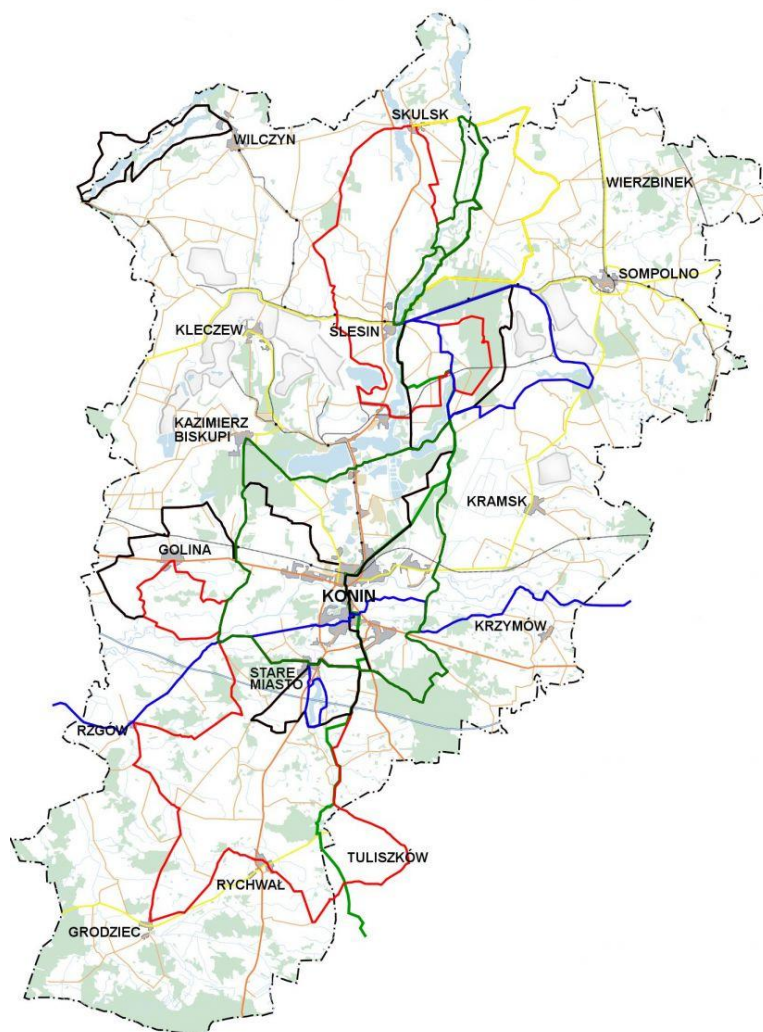 SKULSK
WILCZYN
WIERZBINEK
SOMPOLNO
KLECZEW
ŚLESIN
KAZIMIERZ
BISKUPI
KRAMSK
GOLINA
KONIN
KRZYMÓW
STARE
MIASTO
RZGÓW
TULISZKÓW
RYCHWAŁ
GRODZIEC